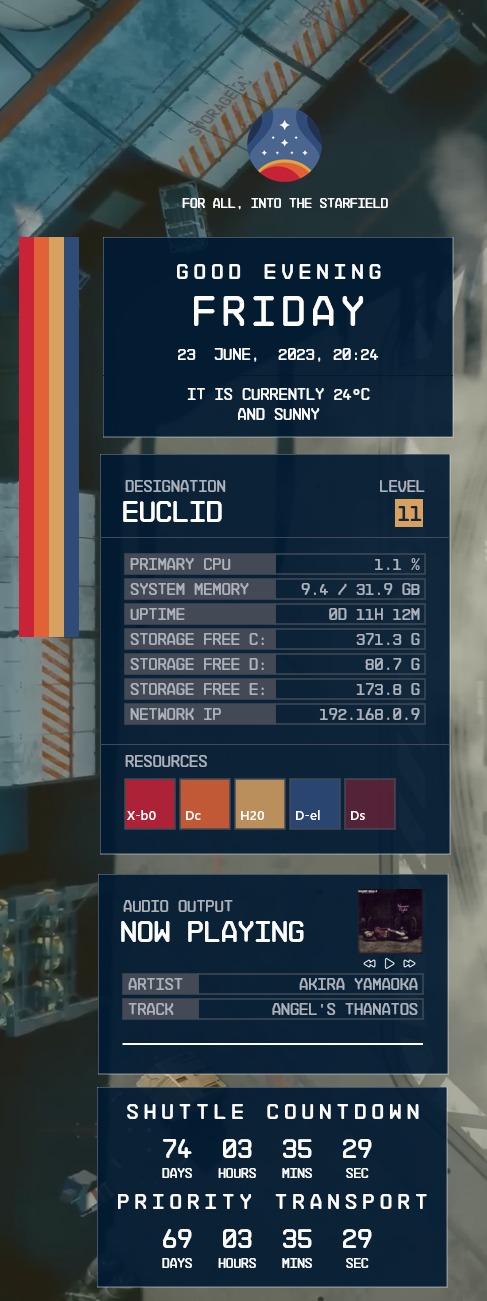 STORAGE
STORAGE
FOR ALL, INTO THE STARFIELD
GOOD EVENING
FRIDAY
23 JUNE, 2023, 20:24
IT IS CURRENTLY 24°C
AND SUNNY
DESIGNATION LEVEL
EUCLID 11
PRIMARY CPU 1.1 %
SYSTEM MEMORY 9.4 / 31.9 GB
UPTIME 0D 11H 12M
STORAGE FREE C: 371.3 G
STORAGE FREE D: 80.7 G
STORAGE FREE E: 173.8 G
NETWORK IP 192.168.0.9
RESOURCES
X-b0 Dc H20 D-el Ds
AUDIO OUTPUT
NOW PLAYING
ARTIST AKIRA YAMAOKA
TRACK ANGEL'S THANATOS
SHUTTLE COUNTDOWN
74 03 35 29
DAYS HOURS MINS SEC
PRIORITY TRANSPORT
69 03 35 29
DAYS HOURS MINS SEC